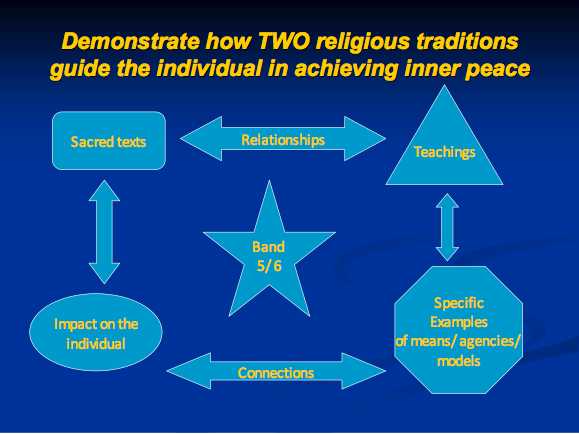 Demonstrate how TWO religious traditions
guide the individual in achieving inner peace
Sacred texts
Relationships
Teachings
Band
5/6
Impact on the
individual
Specific
Examples
of means/agencies/
models
Connections